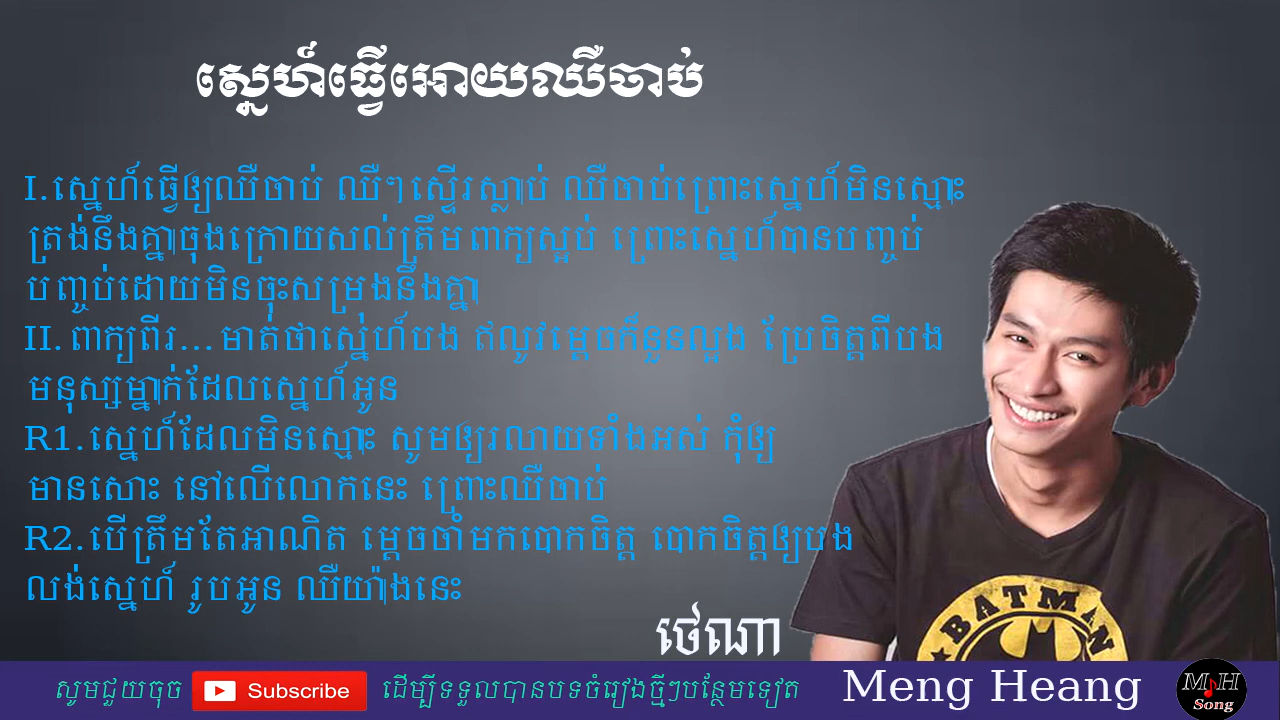 ស្នេហ៍ធ្វើអោយឈឺចាប់
I.ស្នេហ៍ធ្វើឲ្យឈឺចាប់ ឈឺៗស្ទើរស្លាប់ ឈឺចាប់ព្រោះស្នេហ៍មិនស្មោះ
ត្រង់នឹងគ្នាចុងក្រោយសល់ត្រឹមពាក្យស្អប់ ព្រោះស្នេហ៍បានបញ្ចប់
បញ្ចប់ដោយមិនចុះសម្រុងនឹងគ្នា
II.ពាក្យពីរ...មាត់ថាស្នេហ៍បង ឥលូវម្ដេចក៏នួនល្អង ប្រែចិត្តពីបង
មនុស្សម្នាក់ដែលស្នេហ៍អូន
R1.ស្នេហ៍ដែលមិនស្មោះ សូមឲ្យរលាយទាំងអស់ កុំឲ្យ
មានសោះ នៅលើលោកនេះ ព្រោះឈឺចាប់
R2.បើត្រឹមតែអាណិត ម្ដេចចាំមកបោកចិត្ត បោកចិត្តឲ្យបង
លង់ស្នេហ៍ រូបអូន ឈឺយ៉ាងនេះ
ថេណា
BATMAN
សូមជួយចុច Subscribe ដើម្បីទទួលបានបទចំរៀងថ្មីៗបន្ថែមទៀត Meng Heang
MH
Song